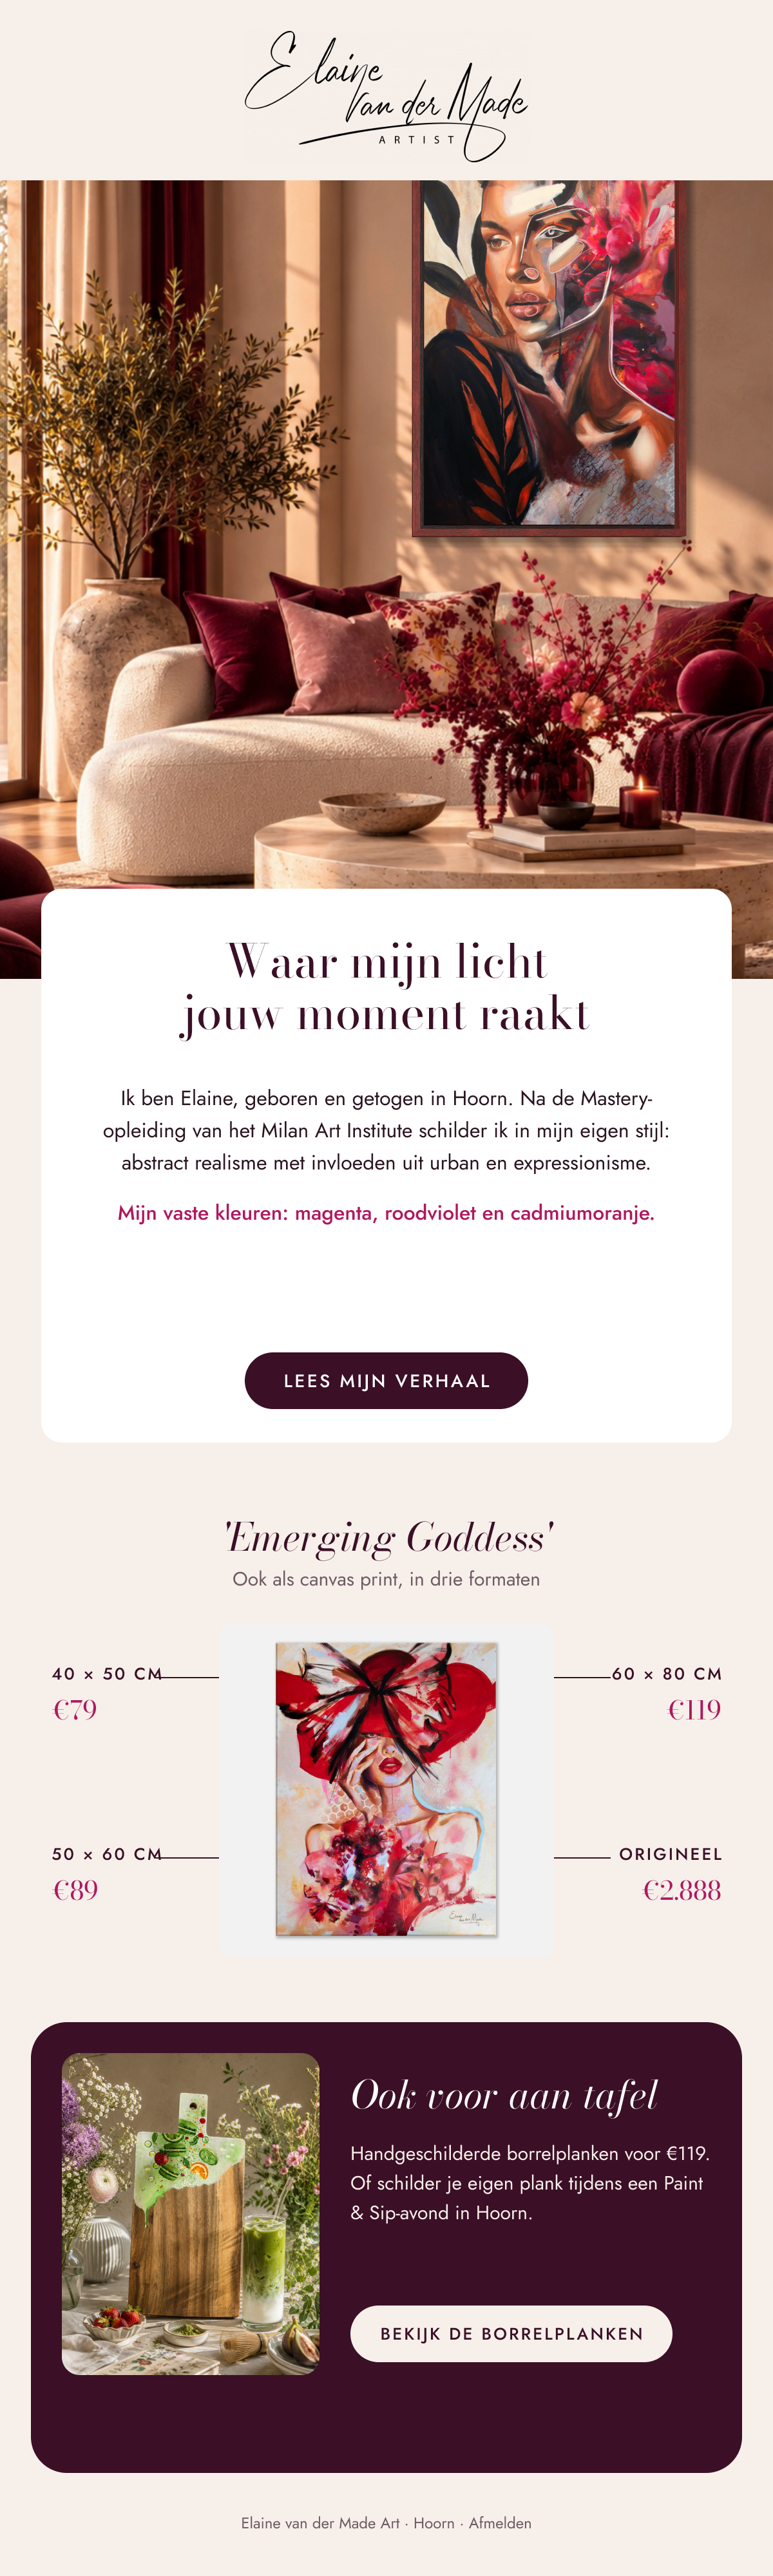 Elaine
Van der Made
ARTIST
Waar mijn licht
jouw moment raakt
Ik ben Elaine, geboren en getogen in Hoorn. Na de Mastery-
opleiding van het Milan Art Institute schilder ik in mijn eigen stijl:
abstract realisme met invloeden uit urban en expressionisme.
Mijn vaste kleuren: magenta, roodviolet en cadmiumoranje.
LEES MIJN VERHAAL
'Emerging Goddess'
Ook als canvas print, in drie formaten
40 × 50 CM
€79
60 × 80 CM
€119
50 × 60 CM
€89
ORIGINEEL
€2.888
Ook voor aan tafel
Handgeschilderde borrelplanken voor €119.
Of schilder je eigen plank tijdens een Paint
& Sip-avond in Hoorn.
BEKIJK DE BORRELPLANKEN
Elaine van der Made Art · Hoorn · Afmelden